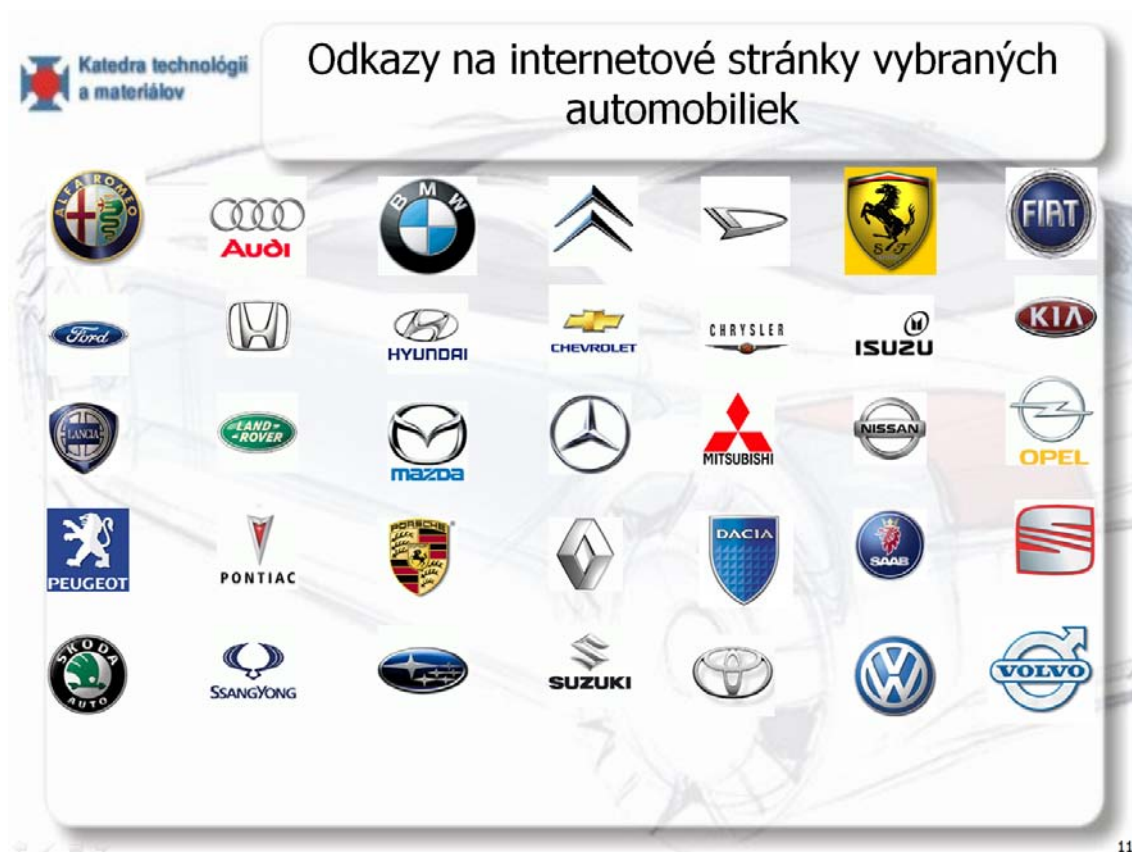 Katedra technológií
a materiálov
Odkazy na internetové stránky vybraných
automobiliek
ALFA ROMEO
Audi
BMW
S F
FIAT
Ford
HYUNDAI
CHEVROLET
CHRYSLER
ISUZU
KIA
LANCIA
LAND-
-ROVER
mazda
MITSUBISHI
NISSAN
OPEL
PEUGEOT
PONTIAC
PORSCHE
DACIA
SAAB
SKODA
AUTO
SSANGYONG
SUZUKI
VW
VOLVO
11